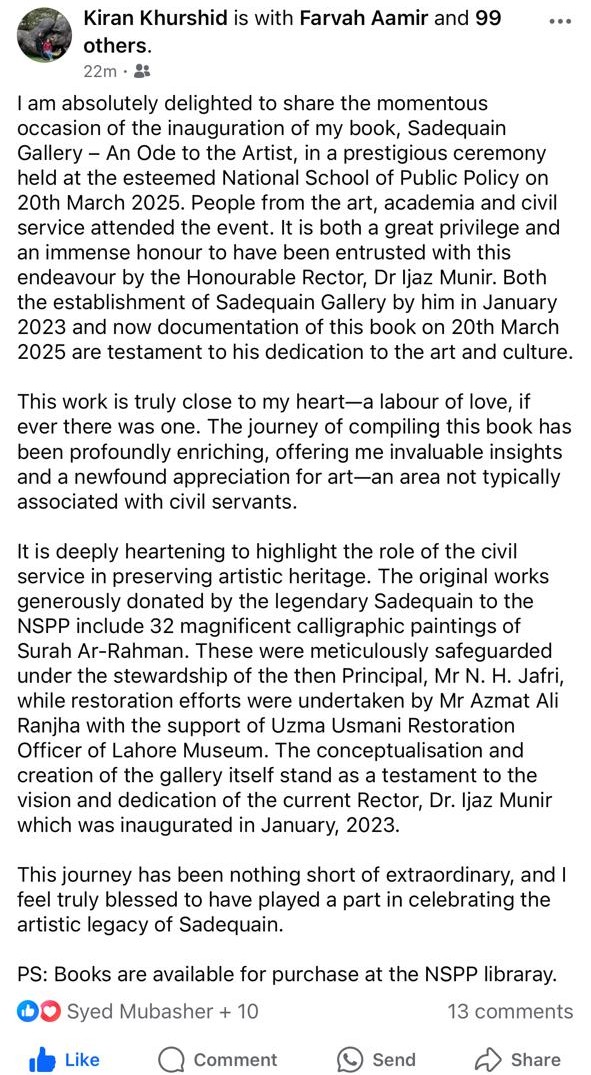 Kiran Khurshid is with Farvah Aamir and 99
others.
22m ·
I am absolutely delighted to share the momentous
occasion of the inauguration of my book, Sadequain
Gallery – An Ode to the Artist, in a prestigious ceremony
held at the esteemed National School of Public Policy on
20th March 2025. People from the art, academia and civil
service attended the event. It is both a great privilege and
an immense honour to have been entrusted with this
endeavour by the Honourable Rector, Dr Ijaz Munir. Both
the establishment of Sadequain Gallery by him in January
2023 and now documentation of this book on 20th March
2025 are testament to his dedication to the art and culture.
This work is truly close to my heart—a labour of love, if
ever there was one. The journey of compiling this book has
been profoundly enriching, offering me invaluable insights
and a newfound appreciation for art—an area not typically
associated with civil servants.
It is deeply heartening to highlight the role of the civil
service in preserving artistic heritage. The original works
generously donated by the legendary Sadequain to the
NSPP include 32 magnificent calligraphic paintings of
Surah Ar-Rahman. These were meticulously safeguarded
under the stewardship of the then Principal, Mr N. H. Jafri,
while restoration efforts were undertaken by Mr Azmat Ali
Ranjha with the support of Uzma Usmani Restoration
Officer of Lahore Museum. The conceptualisation and
creation of the gallery itself stand as a testament to the
vision and dedication of the current Rector, Dr. Ijaz Munir
which was inaugurated in January, 2023.
This journey has been nothing short of extraordinary, and I
feel truly blessed to have played a part in celebrating the
artistic legacy of Sadequain.
PS: Books are available for purchase at the NSPP libraray.
Syed Mubasher + 10 13 comments
Like Comment Send Share